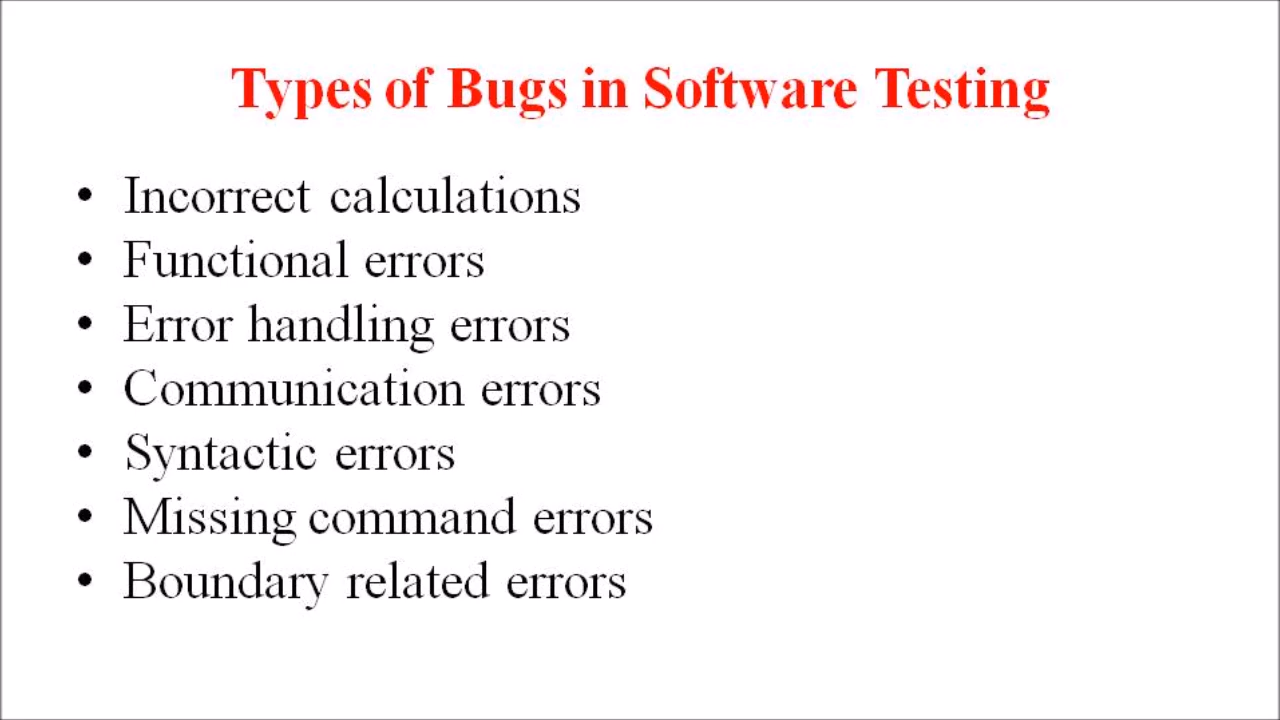 Types of Bugs in Software Testing
• Incorrect calculations
• Functional errors
• Error handling errors
• Communication errors
• Syntactic errors
• Missing command errors
• Boundary related errors